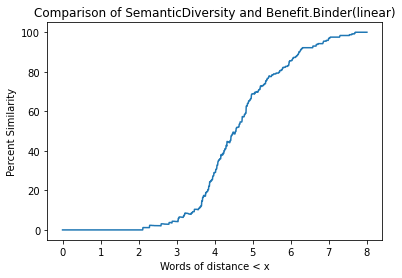 Comparison of SemanticDiversity and Benefit.Binder(linear)
100
80
60
40
20
0
Percent Similarity
0 1 2 3 4 5 6 7 8
Words of distance < x